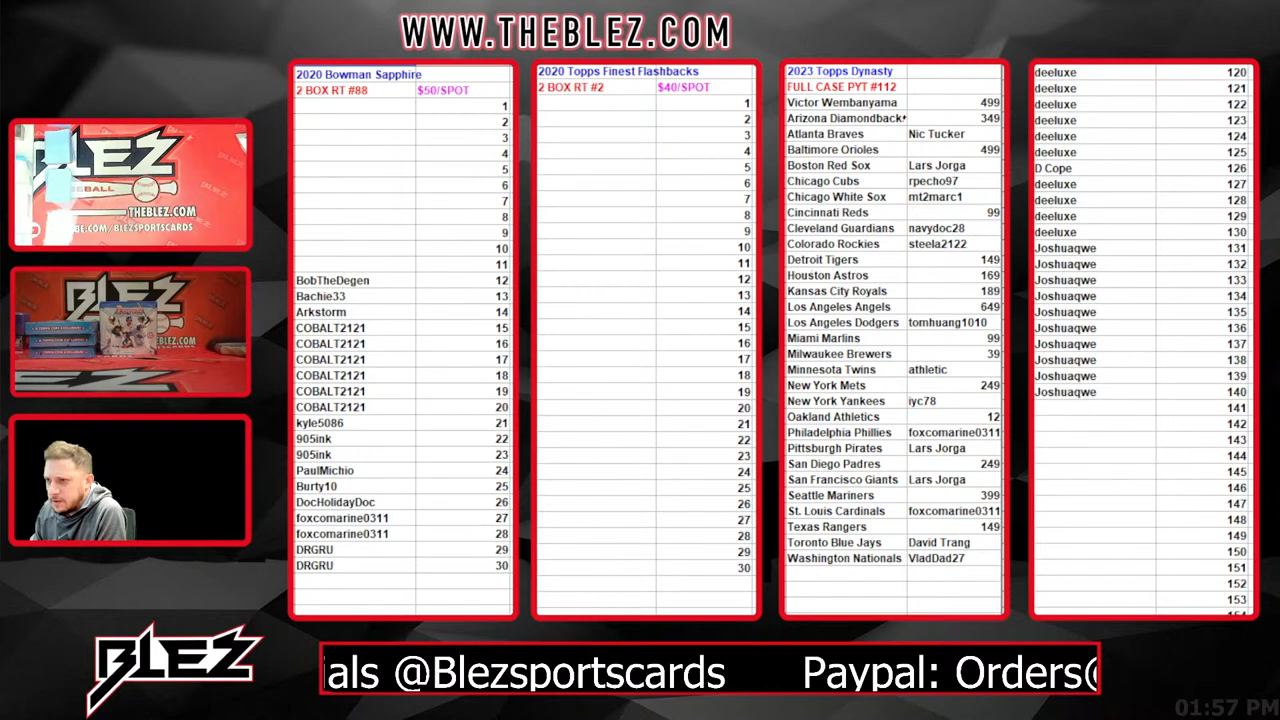 WWW.THEBLEZ.COM
BLEZ
BALL
THEBLEZ.COM
BE.COM/BLEZSPORTSCARDS
BLEZ
2020 Bowman Sapphire
2 BOX RT #88 $50/SPOT
1
2
3
4
5
6
7
8
9
10
11
BobTheDegen 12
Bachie33 13
Arkstorm 14
COBALT2121 15
COBALT2121 16
COBALT2121 17
COBALT2121 18
COBALT2121 19
COBALT2121 20
kyle5086 21
905ink 22
905ink 23
PaulMichio 24
Burty10 25
DocHolidayDoc 26
foxcomarine0311 27
foxcomarine0311 28
DRGRU 29
DRGRU 30
2020 Topps Finest Flashbacks
2 BOX RT #2 $40/SPOT
1
2
3
4
5
6
7
8
9
10
11
12
13
14
15
16
17
18
19
20
21
22
23
24
25
26
27
28
29
30
2023 Topps Dynasty
FULL CASE PYT #112
Victor Wembanyama 499
Arizona Diamondback 349
Atlanta Braves Nic Tucker
Baltimore Orioles 499
Boston Red Sox Lars Jorga
Chicago Cubs rpecho97
Chicago White Sox mt2marc1
Cincinnati Reds 99
Cleveland Guardians navydoc28
Colorado Rockies steela2122
Detroit Tigers 149
Houston Astros 169
Kansas City Royals 189
Los Angeles Angels 649
Los Angeles Dodgers tomhuang1010
Miami Marlins 99
Milwaukee Brewers 39
Minnesota Twins athletic
New York Mets 249
New York Yankees iyc78
Oakland Athletics 12
Philadelphia Phillies foxcomarine0311
Pittsburgh Pirates Lars Jorga
San Diego Padres 249
San Francisco Giants Lars Jorga
Seattle Mariners 399
St. Louis Cardinals foxcomarine0311
Texas Rangers 149
Toronto Blue Jays David Trang
Washington Nationals VladDad27
deeluxe 120
deeluxe 121
deeluxe 122
deeluxe 123
deeluxe 124
deeluxe 125
D Cope 126
deeluxe 127
deeluxe 128
deeluxe 129
deeluxe 130
Joshuaqwe 131
Joshuaqwe 132
Joshuaqwe 133
Joshuaqwe 134
Joshuaqwe 135
Joshuaqwe 136
Joshuaqwe 137
Joshuaqwe 138
Joshuaqwe 139
Joshuaqwe 140
141
142
143
144
145
146
147
148
149
150
151
152
153
BLEZ
ials @Blezsportscards Paypal: Orders@
01:57 PM